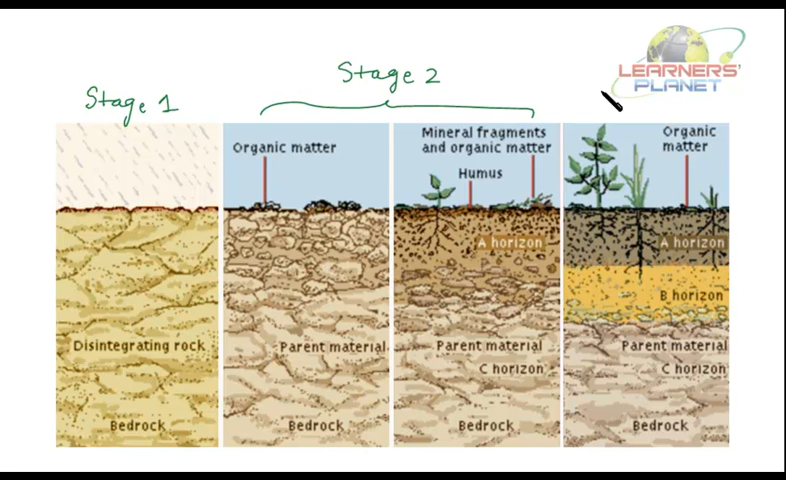 LEARNERS'
PLANET
Stage 1
Stage 2
Organic matter
Mineral fragments
and organic matter
Humus
Organic
matter
A horizon
A horizon
B horizon
Disintegrating rock
Parent material
Parent material
C horizon
Parent material
C horizon
Bedrock
Bedrock
Bedrock
Bedrock